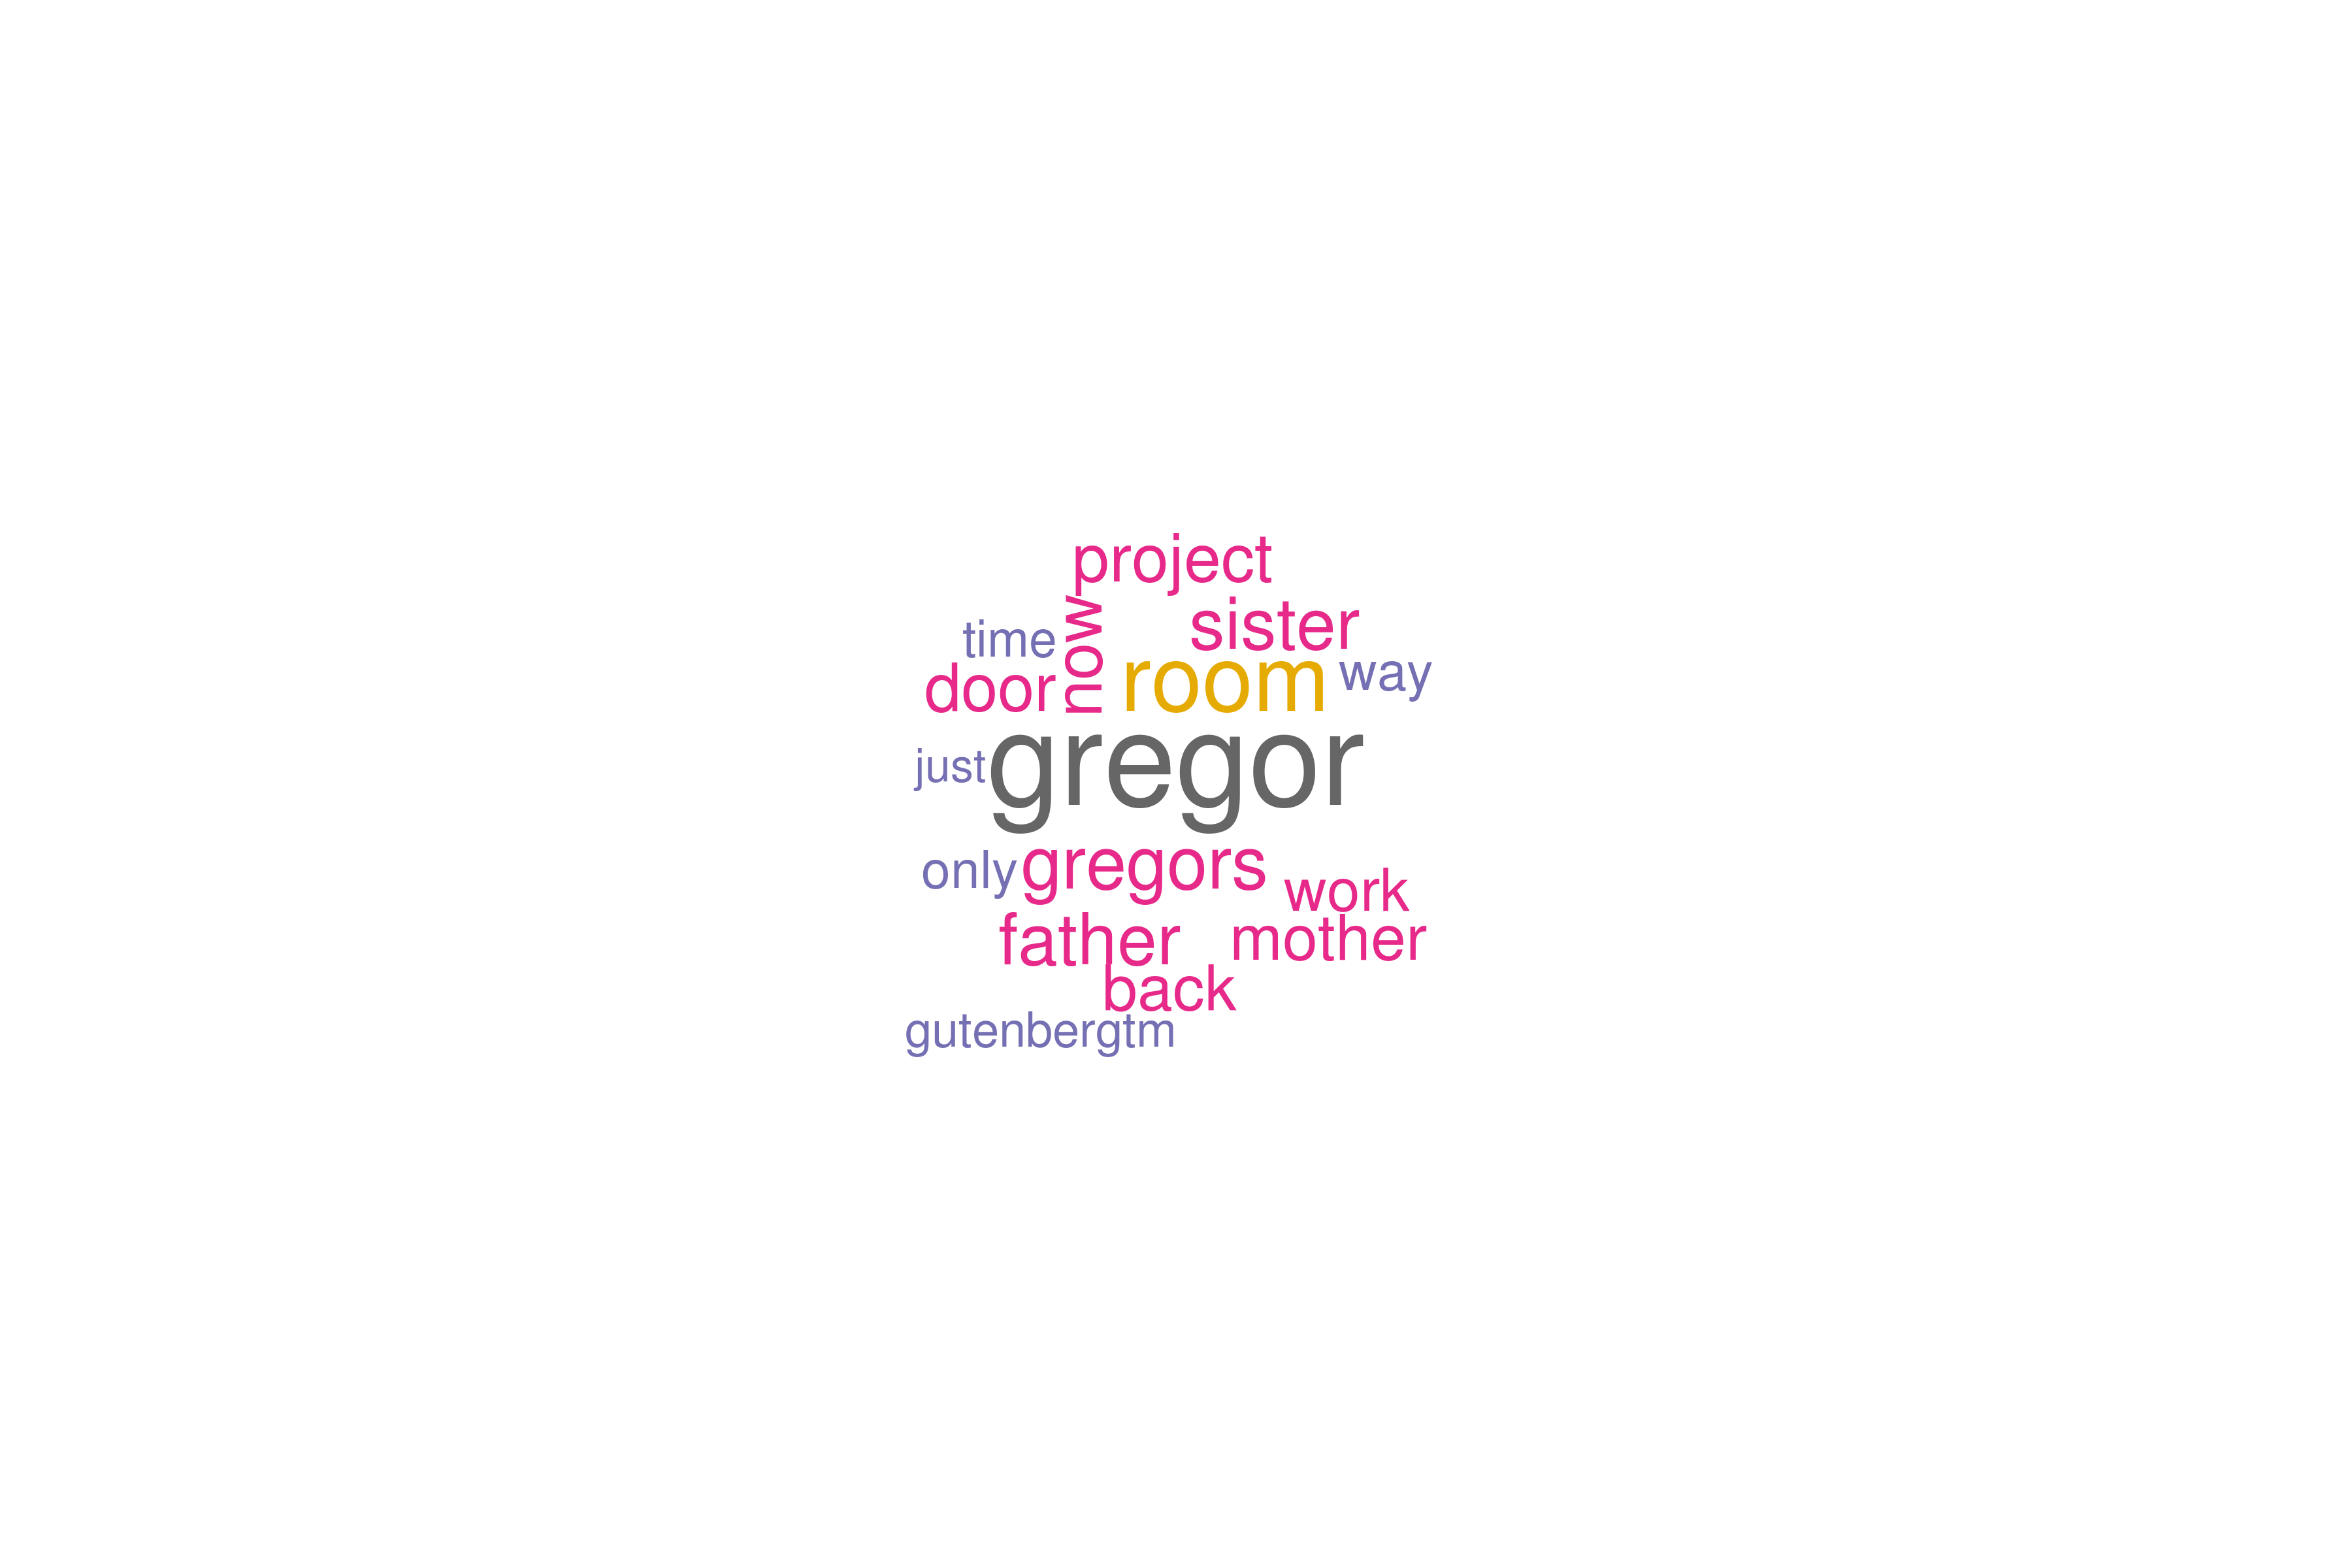 project
now
sister
time
door
room
way
gregor
just
only
gregors
work
father
mother
back
gutenbergtm